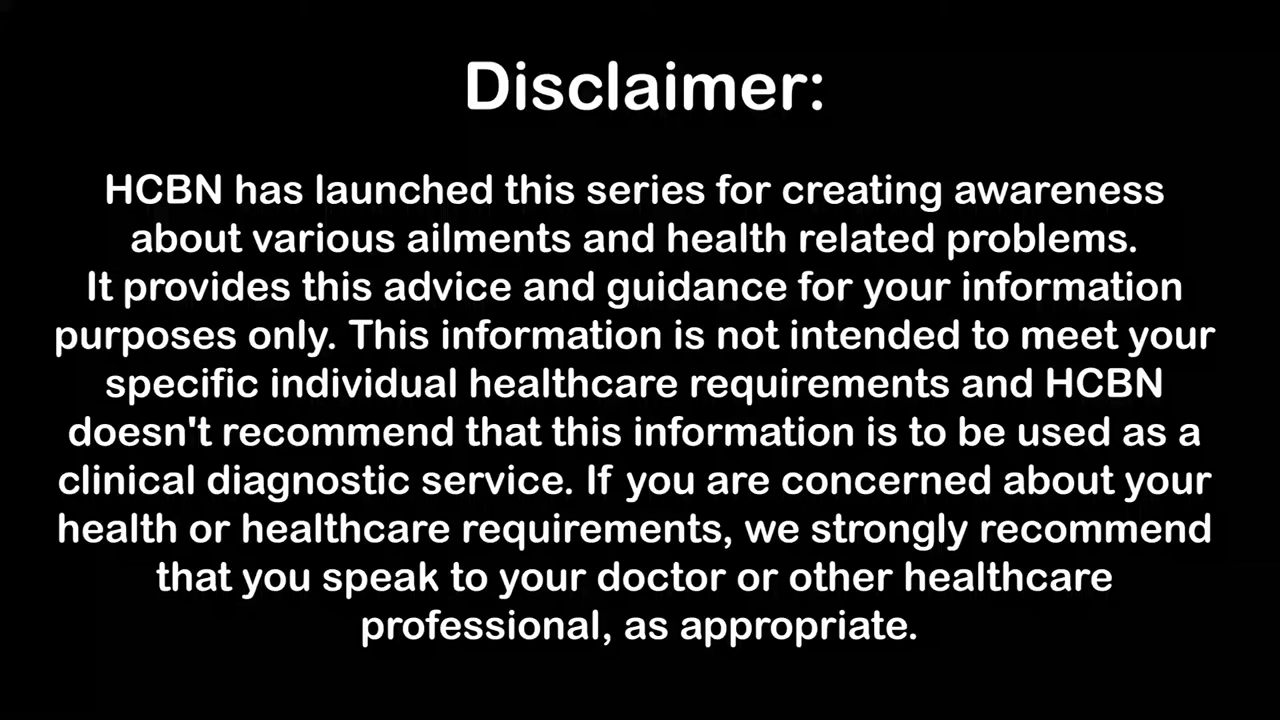 Disclaimer:
HCBN has launched this series for creating awareness
about various ailments and health related problems.
It provides this advice and guidance for your information
purposes only. This information is not intended to meet your
specific individual healthcare requirements and HCBN
doesn't recommend that this information is to be used as a
clinical diagnostic service. If you are concerned about your
health or healthcare requirements, we strongly recommend
that you speak to your doctor or other healthcare
professional, as appropriate.